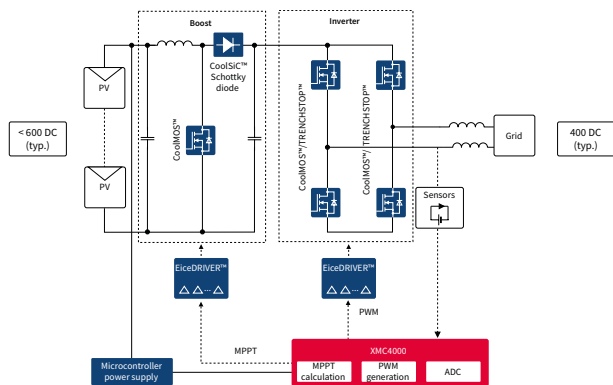 Boost
Inverter
CoolSiC™
Schottky
diode
PV
CoolMOS™
CoolMOS™/TRENCHSTOP™
CoolMOS™/TRENCHSTOP™
< 600 DC
(typ.)
Grid
400 DC
(typ.)
PV
Sensors
EiceDRIVER™
...
EiceDRIVER™
...
PWM
MPPT
XMC4000
Microcontroller
power supply
MPPT
calculation
PWM
generation
ADC